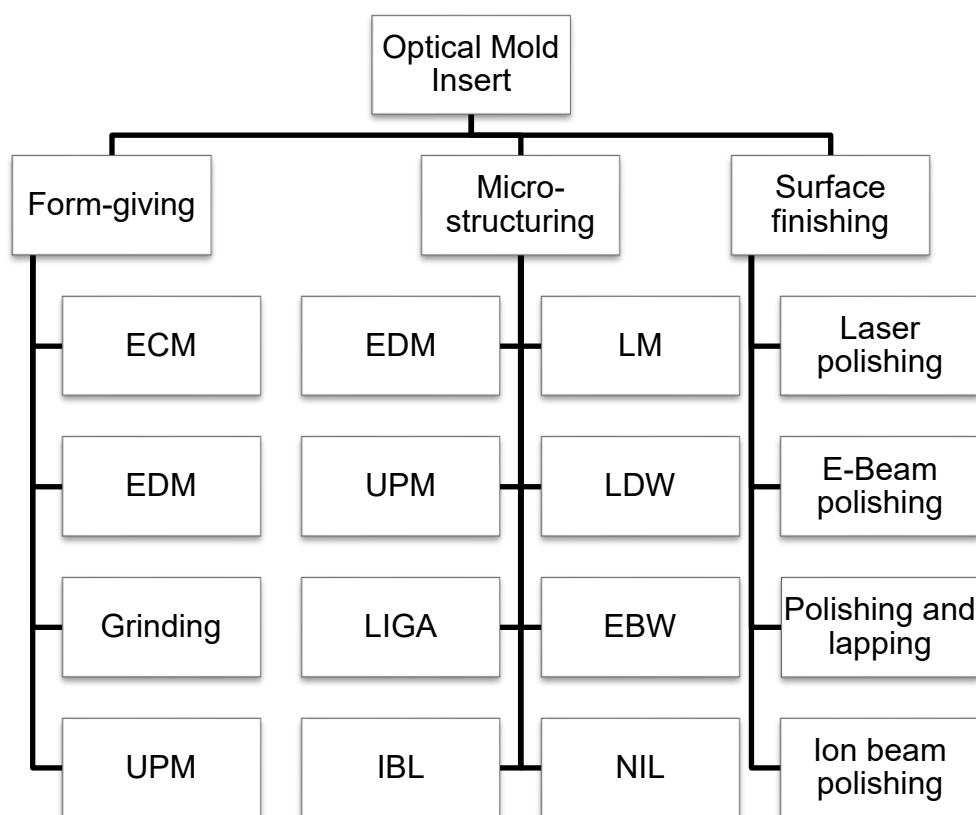 Optical Mold
Insert
Form-giving
Micro-
structuring
Surface
finishing
ECM
EDM
LM
Laser
polishing
EDM
UPM
LDW
E-Beam
polishing
Grinding
LIGA
EBW
Polishing and
lapping
UPM
IBL
NIL
Ion beam
polishing